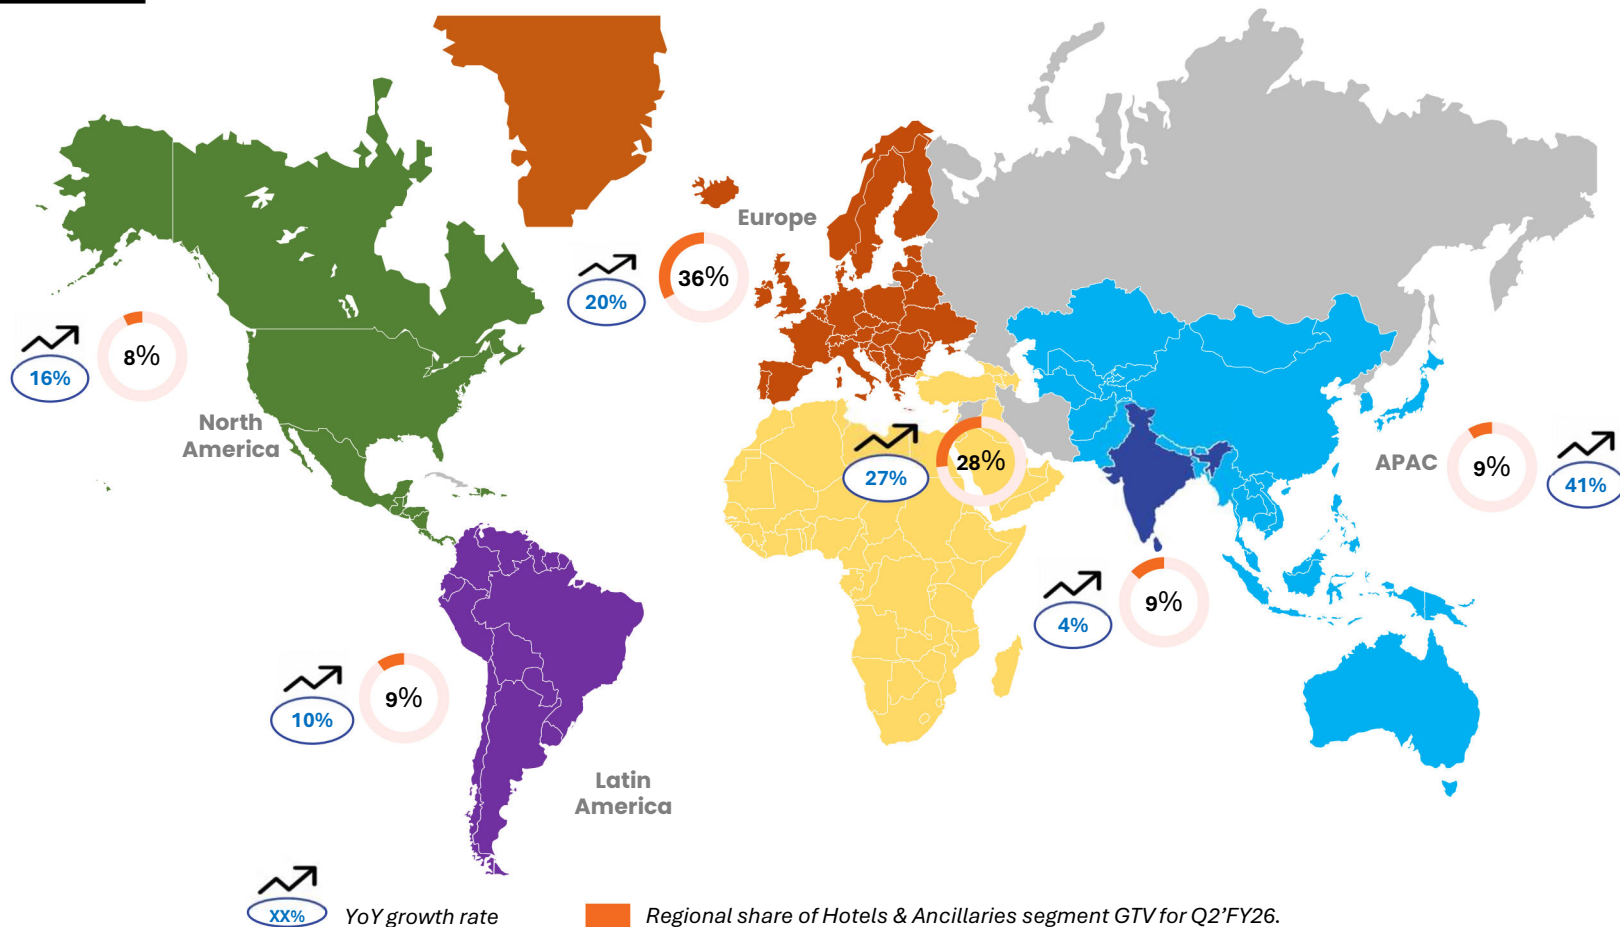 Europe
36%
20%
8%
16%
North
America
28%
27%
APAC
9%
41%
9%
4%
9%
10%
Latin
America
XX%
YoY growth rate
Regional share of Hotels & Ancillaries segment GTV for Q2’FY26.